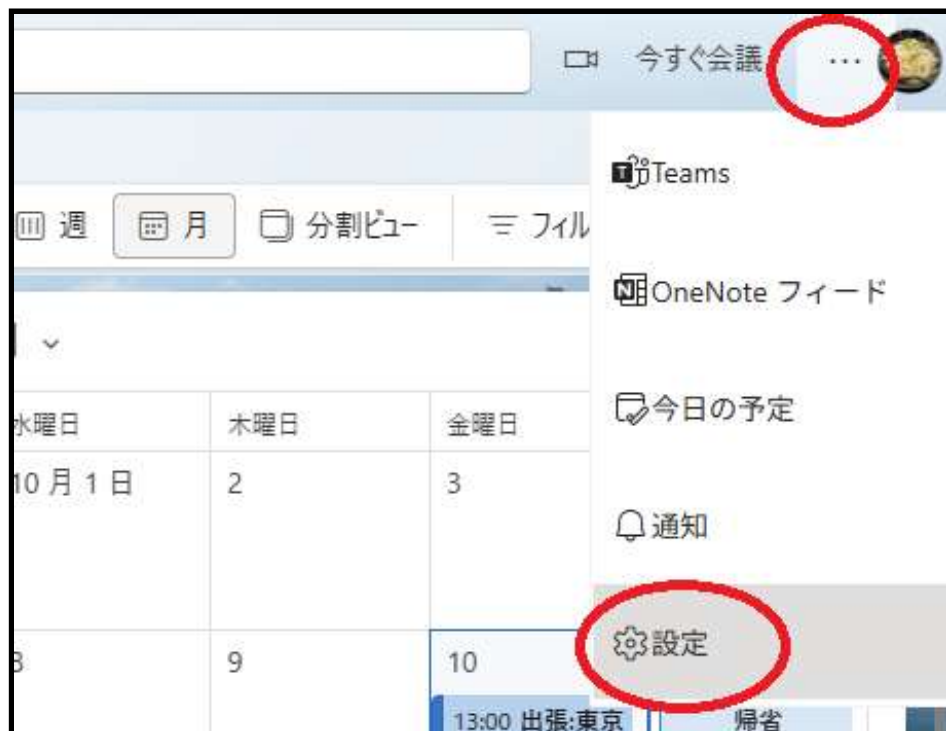 今すぐ会議
...
Teams
週
月
分割ビュー
フィル
OneNote フィード
水曜日
木曜日
金曜日
今日の予定
10 月 1 日
2
3
通知
設定
8
9
10
13:00 出張:東京
帰省